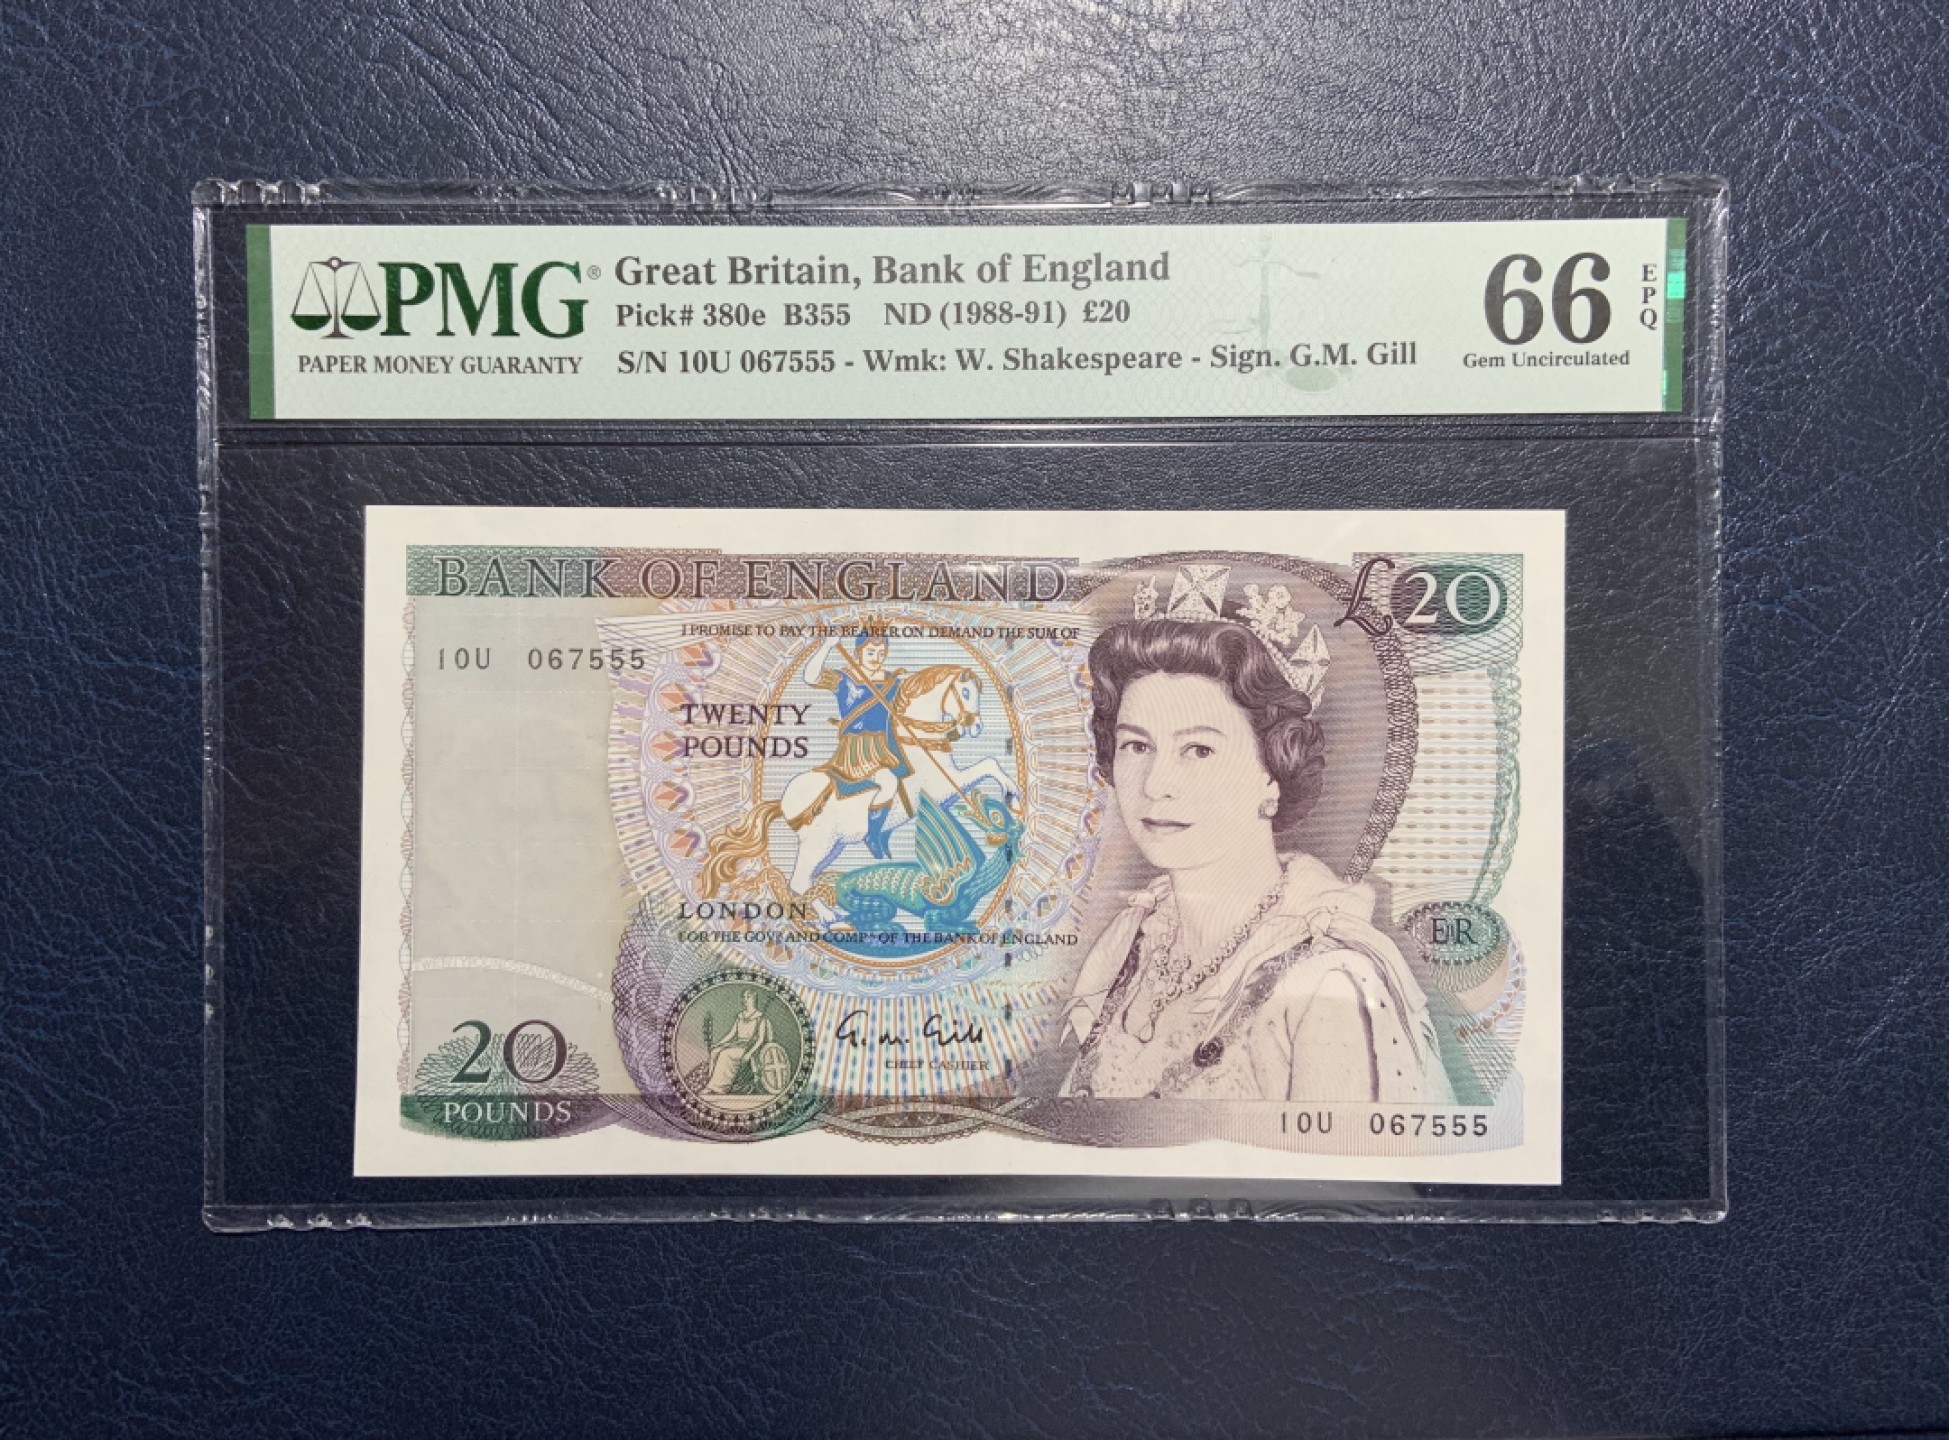 PMG®
PAPER MONEY GUARANTY
Great Britain, Bank of England
Pick# 380e B355 ND (1988-91) £20
S/N 10U 067555 - Wmk: W. Shakespeare - Sign. G.M. Gill
66
EPQ
Gem Uncirculated
BANK OF ENGLAND
£20
I PROMISE TO PAY THE BEARER ON DEMAND THE SUM OF
10U 067555
TWENTY
POUNDS
LONDON
FOR THE GOVR AND COMPA OF THE BANK OF ENGLAND
EIIR
TWENTYPOUNDSBANKOFENGLAND
G. M. Gill
CHIEF CASHIER
20
POUNDS
10U 067555